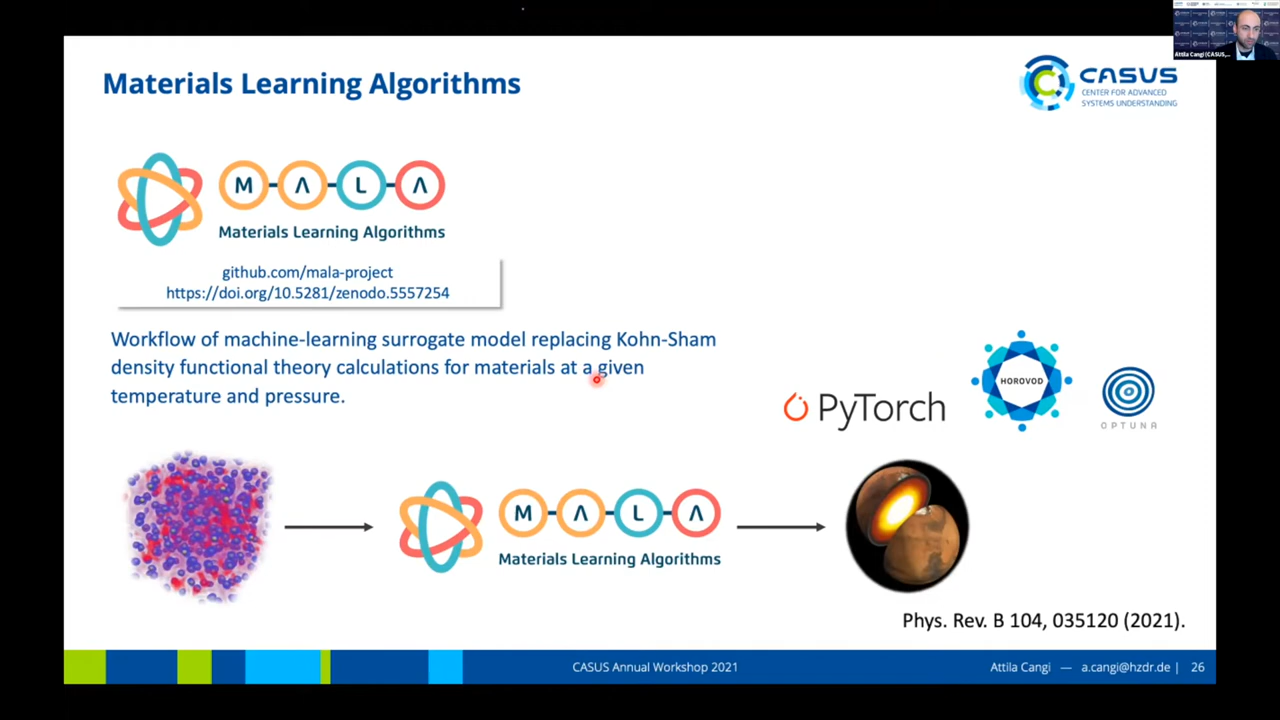 Attila Cangi (CASUS,...
Materials Learning Algorithms
CASUS
CENTER FOR ADVANCED
SYSTEMS UNDERSTANDING
M Λ L Λ
Materials Learning Algorithms
github.com/mala-project
https://doi.org/10.5281/zenodo.5557254
Workflow of machine-learning surrogate model replacing Kohn-Sham
density functional theory calculations for materials at a given
temperature and pressure.
PyTorch
HOROVOD
OPTUNA
M Λ L Λ
Materials Learning Algorithms
Phys. Rev. B 104, 035120 (2021).
CASUS Annual Workshop 2021
Attila Cangi — a.cangi@hzdr.de | 26